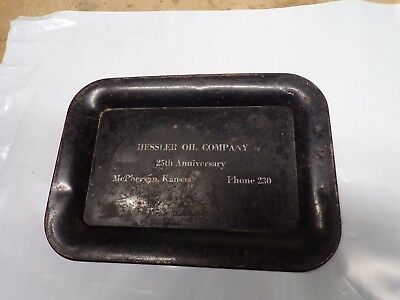 HESSLER OIL COMPANY
25th Anniversary
McPherson, Kansas Phone 230